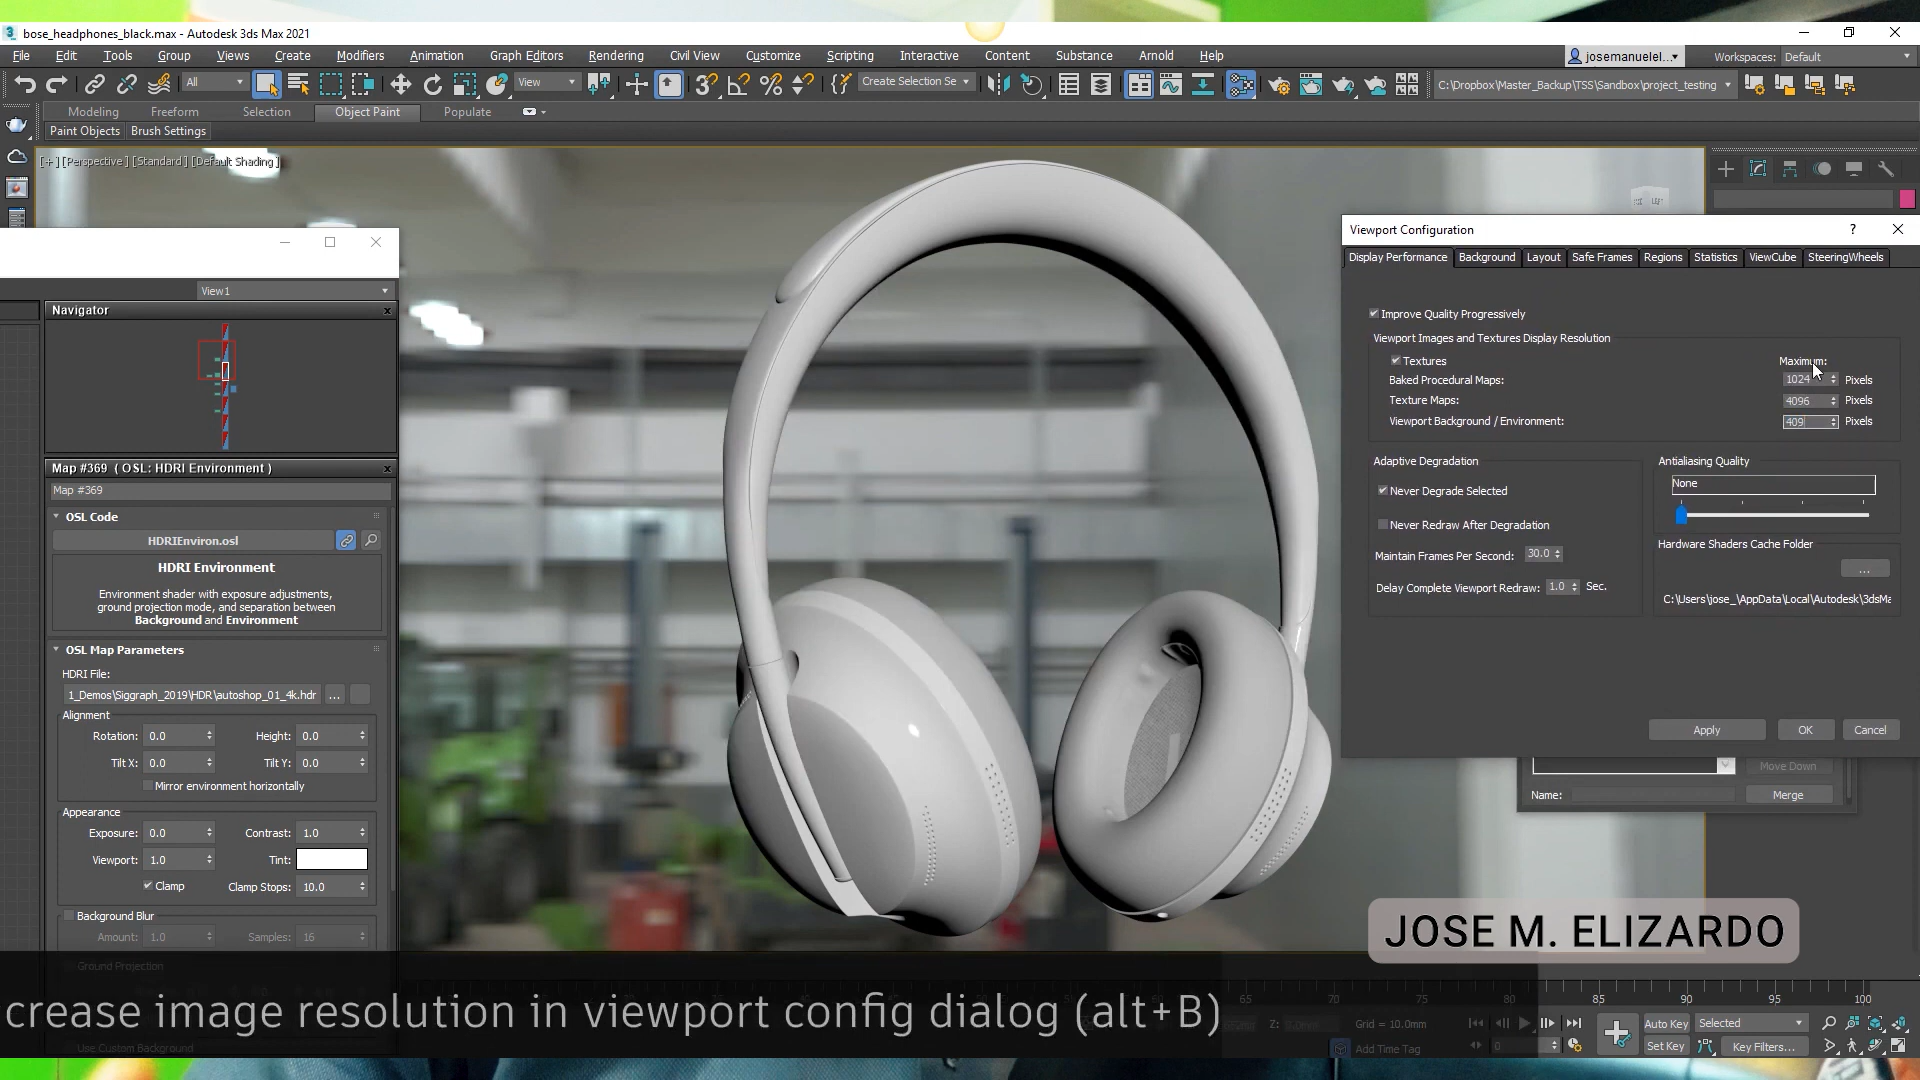 bose_headphones_black.max - Autodesk 3ds Max 2021
File Edit Tools Group Views Create Modifiers Animation Graph Editors Rendering Civil View Customize Scripting Interactive Content Substance Arnold Help
josemanuelel... Workspaces: Default
All View Create Selection Se C:\Dropbox\Master_Backup\TSS\Sandbox\project_testing
Modeling Freeform Selection Object Paint Populate
Paint Objects Brush Settings
[+] [Perspective] [Standard] [Default Shading]
View1
Navigator
Map #369 ( OSL: HDRI Environment )
Map #369
OSL Code
HDRIEnviron.osl
HDRI Environment
Environment shader with exposure adjustments,
ground projection mode, and separation between
Background and Environment
OSL Map Parameters
HDRI File:
1_Demos\Siggraph_2019\HDR\autoshop_01_4k.hdr ...
Alignment
Rotation: 0.0 Height: 0.0
Tilt X: 0.0 Tilt Y: 0.0
Mirror environment horizontally
Appearance
Exposure: 0.0 Contrast: 1.0
Viewport: 1.0 Tint:
Clamp Clamp Stops: 10.0
Background Blur
Amount: 1.0 Samples: 16
Ground Projection
Use Custom Background
Viewport Configuration ?
Display Performance Background Layout Safe Frames Regions Statistics ViewCube SteeringWheels
Improve Quality Progressively
Viewport Images and Textures Display Resolution
Textures Maximum:
Baked Procedural Maps: 1024 Pixels
Texture Maps: 4096 Pixels
Viewport Background / Environment: 409 Pixels
Adaptive Degradation
Never Degrade Selected
Never Redraw After Degradation
Maintain Frames Per Second: 30.0
Delay Complete Viewport Redraw: 1.0 Sec.
Antialiasing Quality
None
Hardware Shaders Cache Folder
...
C:\Users\jose_\AppData\Local\Autodesk\3dsMa
Apply OK Cancel
Move Down
Name: Merge
JOSE M. ELIZARDO
crease image resolution in viewport config dialog (alt+B)
65 70 75 80 85 90 95 100
Z: Grid = 10.0mm Auto Key Selected
Add Time Tag 0 Set Key Key Filters...